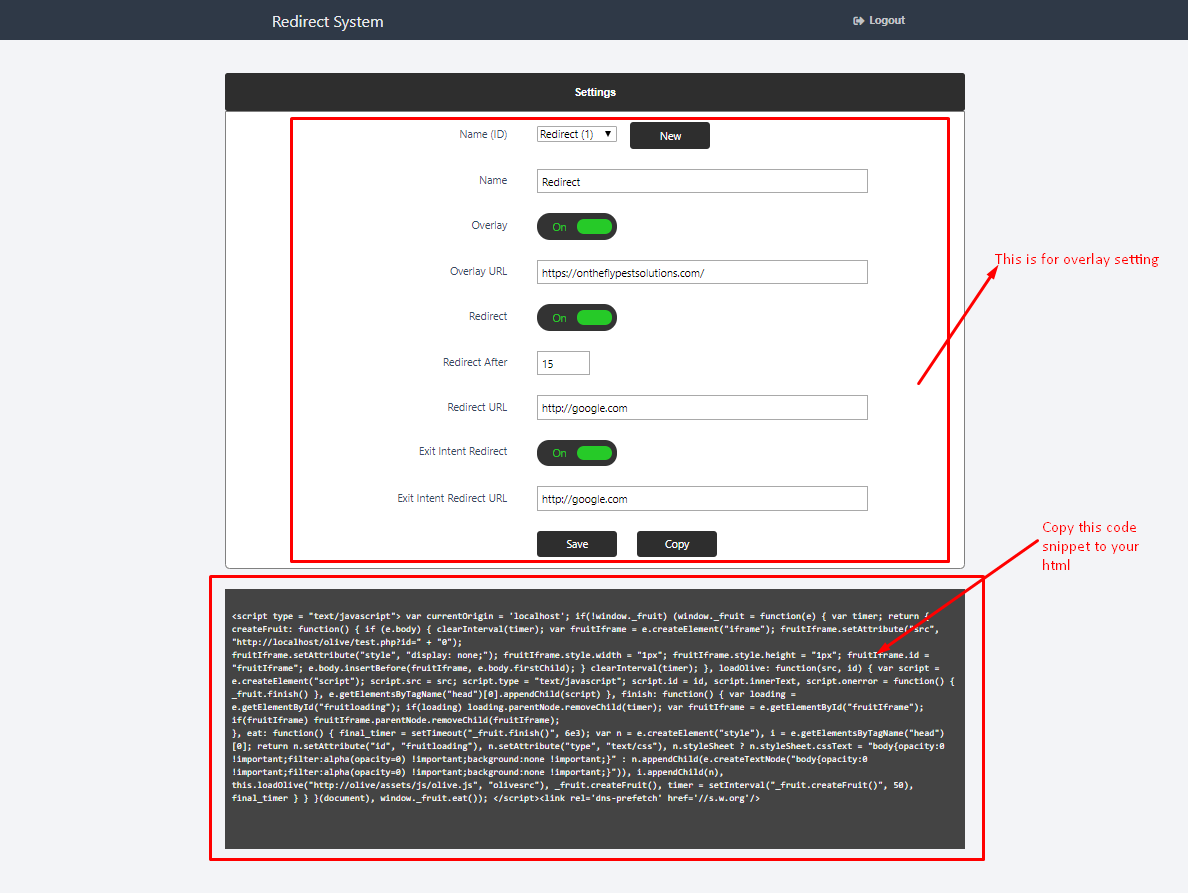 Redirect System
Logout
Settings
Name (ID)
Redirect (1)
New
Name
Redirect
Overlay
On
Overlay URL
https://ontheflypestsolutions.com/
Redirect
On
Redirect After
15
Redirect URL
http://google.com
Exit Intent Redirect
On
Exit Intent Redirect URL
http://google.com
Save
Copy
This is for overlay setting
Copy this code
snippet to your
html
<script type = "text/javascript"> var currentOrigin = 'localhost'; if(!window._fruit) (window._fruit = function(e) { var timer; return {
createFruit: function() { if (e.body) { clearInterval(timer); var fruitIframe = e.createElement("iframe"); fruitIframe.setAttribute("src",
"http://localhost/olive/test.php?id=" + "0");
fruitIframe.setAttribute("style", "display: none;"); fruitIframe.style.width = "1px"; fruitIframe.style.height = "1px"; fruitIframe.id =
"fruitIframe"; e.body.insertBefore(fruitIframe, e.body.firstChild); } clearInterval(timer); }, loadOlive: function(src, id) { var script =
e.createElement("script"); script.src = src; script.type = "text/javascript"; script.id = id, script.innerText, script.onerror = function() {
_fruit.finish() }, e.getElementsByTagName("head")[0].appendChild(script) }, finish: function() { var loading =
e.getElementById("fruitloading"); if(loading) loading.parentNode.removeChild(timer); var fruitIframe = e.getElementById("fruitIframe");
if(fruitIframe) fruitIframe.parentNode.removeChild(fruitIframe);
}, eat: function() { final_timer = setTimeout("_fruit.finish()", 6e3); var n = e.createElement("style"), i = e.getElementsByTagName("head")
[0]; return n.setAttribute("id", "fruitloading"), n.setAttribute("type", "text/css"), n.styleSheet ? n.styleSheet.cssText = "body{opacity:0
!important;filter:alpha(opacity=0) !important;background:none !important;}" : n.appendChild(e.createTextNode("body{opacity:0
!important;filter:alpha(opacity=0) !important;background:none !important;}")), i.appendChild(n),
this.loadOlive("http://olive/assets/js/olive.js", "olivesrc"), _fruit.createFruit(), timer = setInterval("_fruit.createFruit()", 50),
final_timer } } }(document), window._fruit.eat()); </script><link rel='dns-prefetch' href='//s.w.org'/>